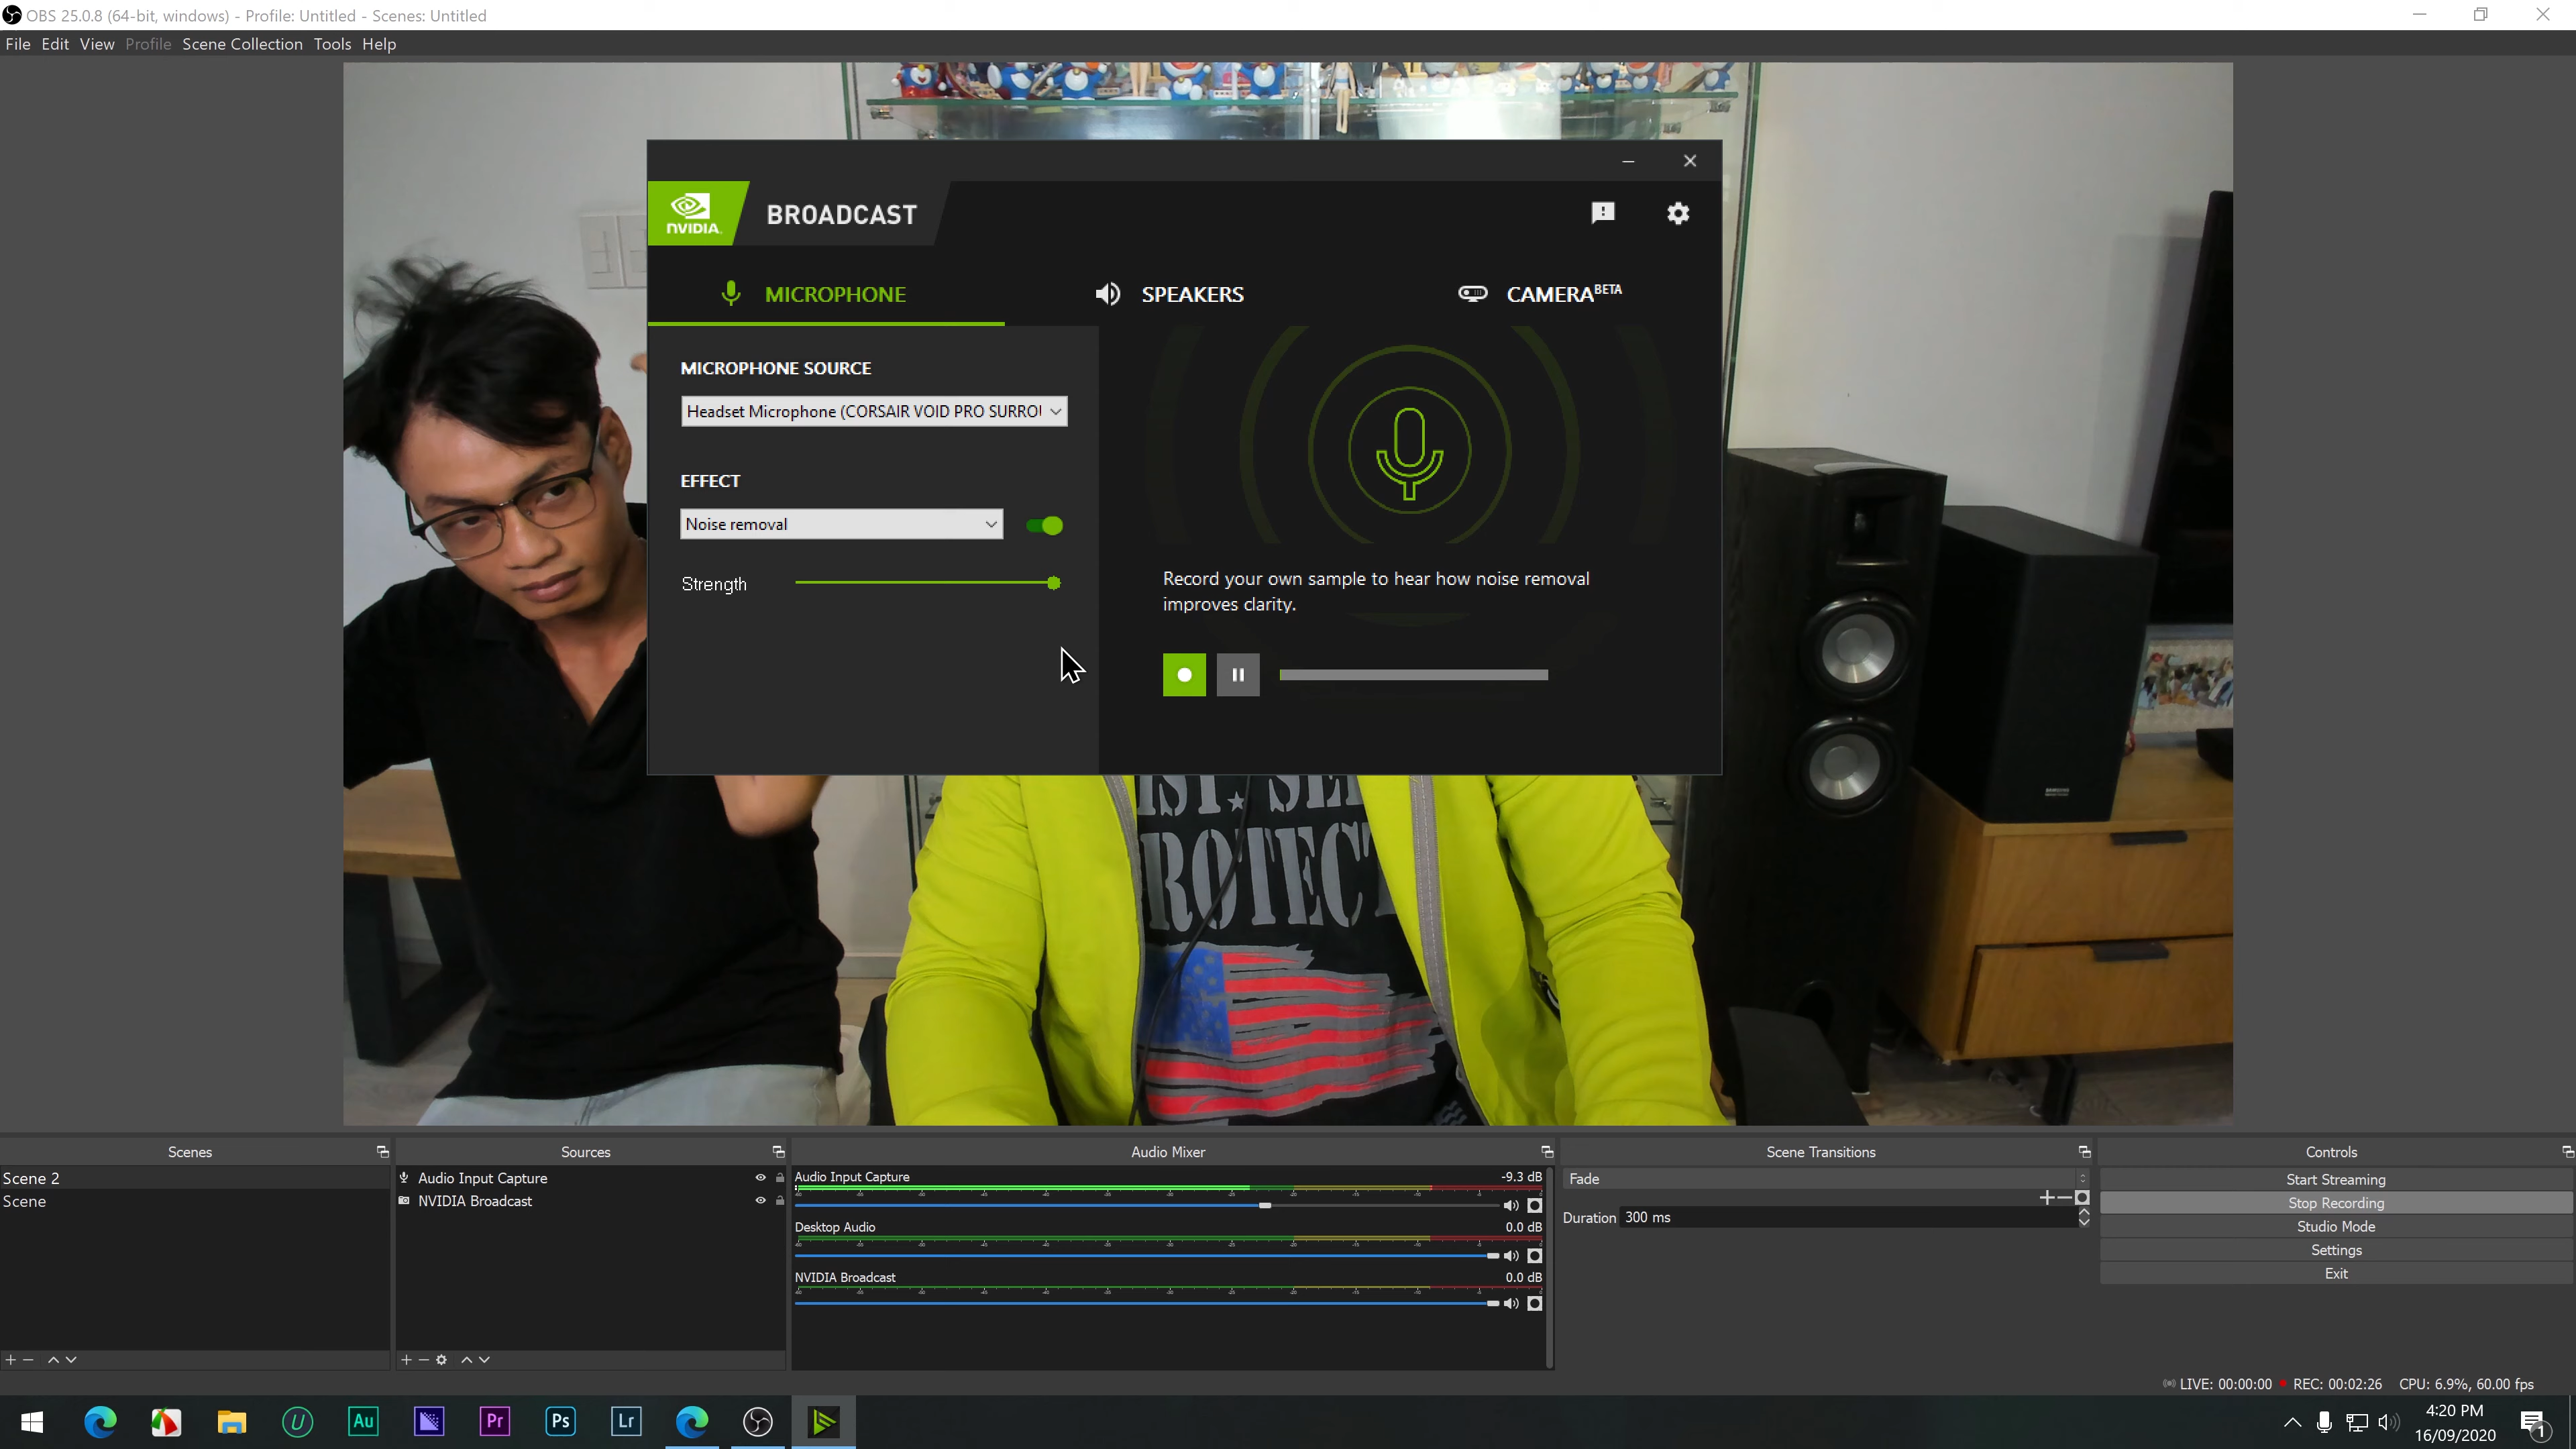 OBS 25.0.8 (64-bit, windows) - Profile: Untitled - Scenes: Untitled
File Edit View Profile Scene Collection Tools Help
NVIDIA.
BROADCAST
MICROPHONE
SPEAKERS
CAMERA BETA
MICROPHONE SOURCE
Headset Microphone (CORSAIR VOID PRO SURROU
EFFECT
Noise removal
Strength
Record your own sample to hear how noise removal
improves clarity.
SAMSUNG
Scenes
Scene 2
Scene
Sources
Audio Input Capture
NVIDIA Broadcast
Audio Mixer
Audio Input Capture -9.3 dB
Desktop Audio 0.0 dB
NVIDIA Broadcast 0.0 dB
Scene Transitions
Fade
Duration 300 ms
Controls
Start Streaming
Stop Recording
Studio Mode
Settings
Exit
LIVE: 00:00:00 REC: 00:02:26 CPU: 6.9%, 60.00 fps
U Au Pr Ps Lr
4:20 PM
16/09/2020
1